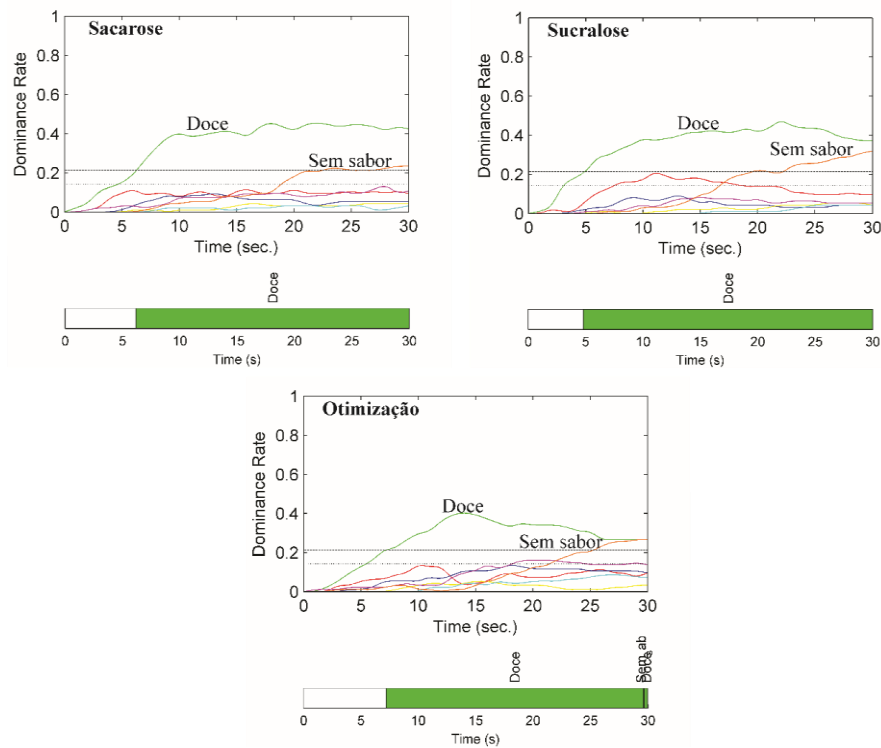 Sacarose
1
0.8
0.6
0.4
0.2
0
Dominance Rate
Doce
Sem sabor
0 5 10 15 20 25 30
Time (sec.)
Doce
0 5 10 15 20 25 30
Time (s)
Sucralose
1
0.8
0.6
0.4
0.2
0
Dominance Rate
Doce
Sem sabor
0 5 10 15 20 25 30
Time (sec.)
Doce
0 5 10 15 20 25 30
Time (s)
Otimização
1
0.8
0.6
0.4
0.2
0
Dominance Rate
Doce
Sem sabor
0 5 10 15 20 25 30
Time (sec.)
Doce
Sem ab
Doce
0 5 10 15 20 25 30
Time (s)